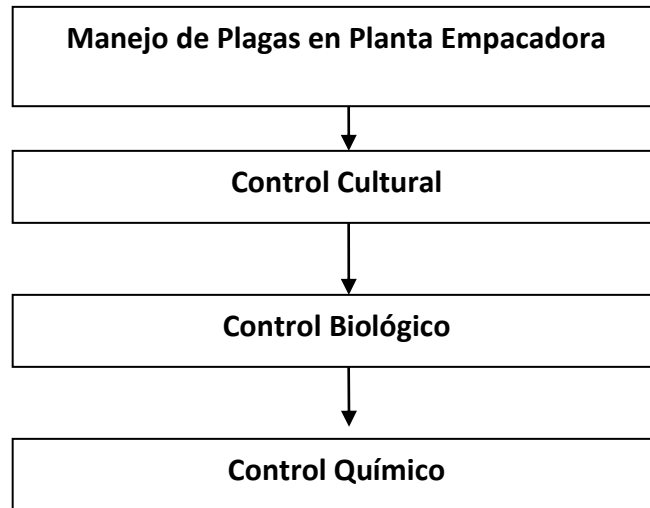 Manejo de Plagas en Planta Empacadora
Control Cultural
Control Biológico
Control Químico